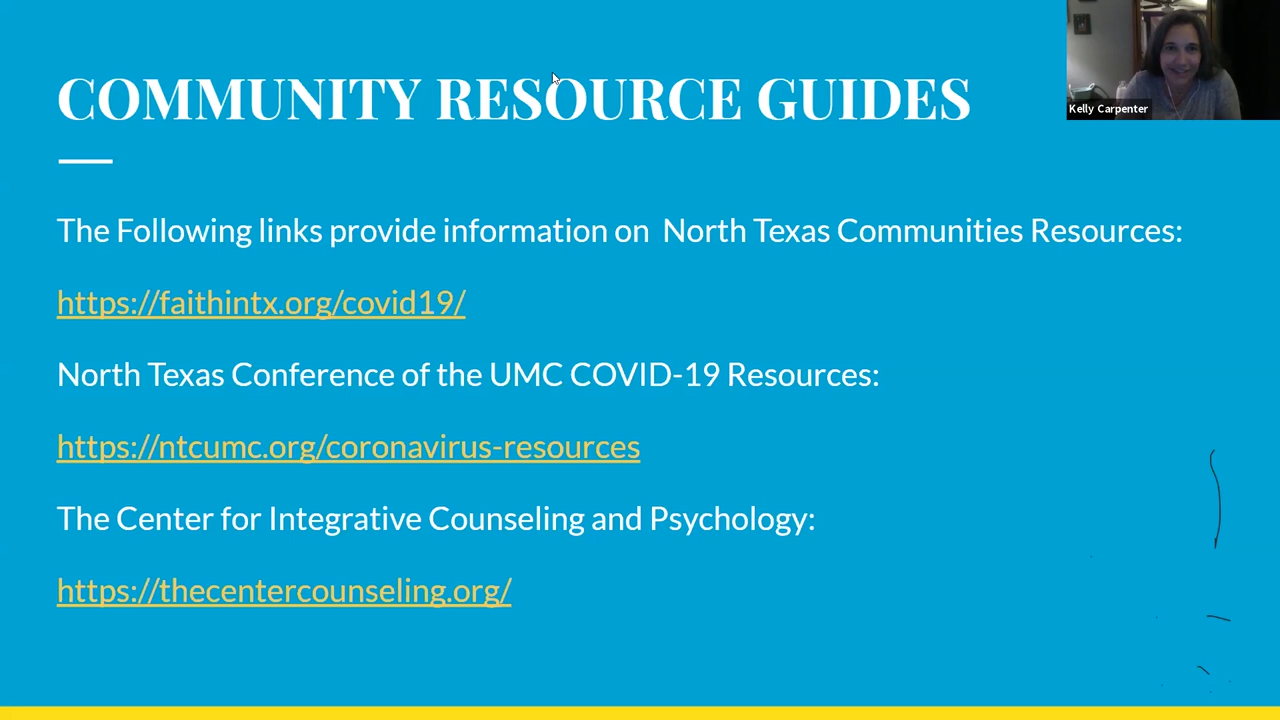 COMMUNITY RESOURCE GUIDES
Kelly Carpenter
The Following links provide information on  North Texas Communities Resources:
https://faithintx.org/covid19/
North Texas Conference of the UMC COVID-19 Resources:
https://ntcumc.org/coronavirus-resources
The Center for Integrative Counseling and Psychology:
https://thecentercounseling.org/